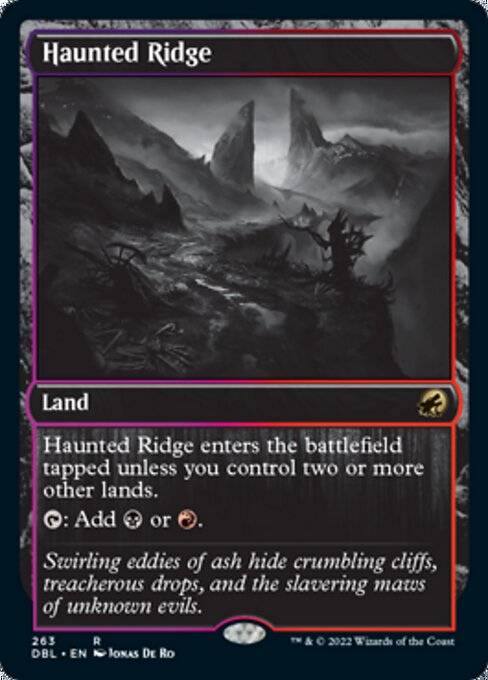 Haunted Ridge
Land
Haunted Ridge enters the battlefield
tapped unless you control two or more
other lands.
: Add or .
Swirling eddies of ash hide crumbling cliffs,
treacherous drops, and the slavering maws
of unknown evils.
263 R
DBL • EN Jonas De Ro
™ & © 2022 Wizards of the Coast